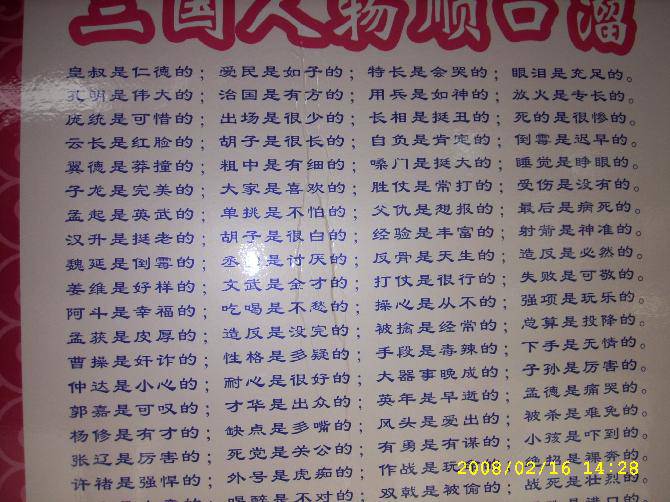 三国人物顺口溜
皇叔是仁德的；爱民是如子的；特长是会哭的；眼泪是充足的。
孔明是伟大的；治国是有方的；用兵是如神的；放火是专长的。
庞统是可惜的；出场是很少的；长相是挺丑的；死的是很惨的。
云长是红脸的；胡子是很长的；自负是肯定的；倒霉是迟早的。
翼德是莽撞的；粗中是有细的；嗓门是挺大的；睡觉是睁眼的。
子龙是完美的；大家是喜欢的；胜仗是常打的；受伤是没有的。
孟起是英武的；单挑是不怕的；父仇是想报的；最后是病死的。
汉升是挺老的；胡子是很白的；经验是丰富的；射箭是神准的。
魏延是倒霉的；丞 是讨厌的；反骨是天生的；造反是必然的。
姜维是好样的；文武是全才的；打仗是很行的；失败是可敬的。
阿斗是幸福的；吃喝是不愁的；操心是从不的；强项是玩乐的。
孟获是皮厚的；造反是没完的；被擒是经常的；总算是投降的。
曹操是奸诈的；性格是多疑的；手段是毒辣的；下手是无情的。
仲达是小心的；耐心是很好的；大器事晚成的；子孙是厉害的。
郭嘉是可叹的；才华是出众的；英年是早逝的；孟德是痛哭的。
杨修是有才的；缺点是多嘴的；风头是爱出的；被杀是难免的。
张辽是厉害的；死党是关公的；有勇是有谋的；小孩是吓到的。
许褚是强悍的；外号是虎痴的；作战是玩 的；绝招是裸奔的。
喝醉是不对的；双戟是被偷的；战死是壮烈的。
2008/02/16 14:28